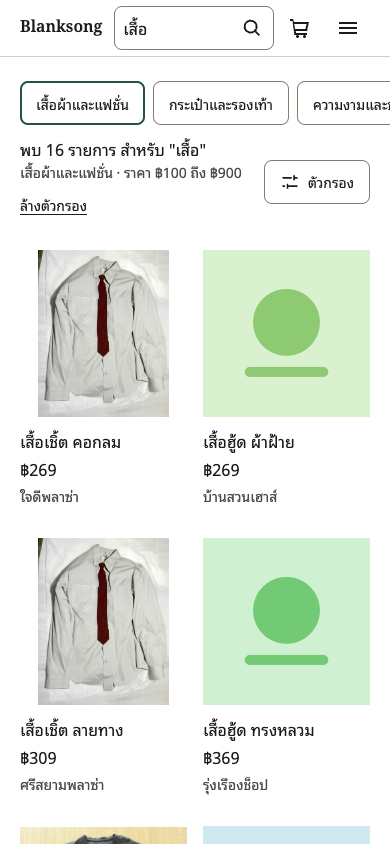 Blanksong
เสื้อ
เสื้อผ้าและแฟชั่น
กระเป๋าและรองเท้า
ความงามและ
พบ 16 รายการ สำหรับ "เสื้อ"
เสื้อผ้าและแฟชั่น · ราคา ฿100 ถึง ฿900
ล้างตัวกรอง
ตัวกรอง
เสื้อเชิ้ต คอกลม
฿269
ใจดีพลาซ่า
เสื้อฮู้ด ผ้าฝ้าย
฿269
บ้านสวนเฮาส์
เสื้อเชิ้ต ลายทาง
฿309
ศรีสยามพลาซ่า
เสื้อฮู้ด ทรงหลวม
฿369
รุ่งเรืองช็อป